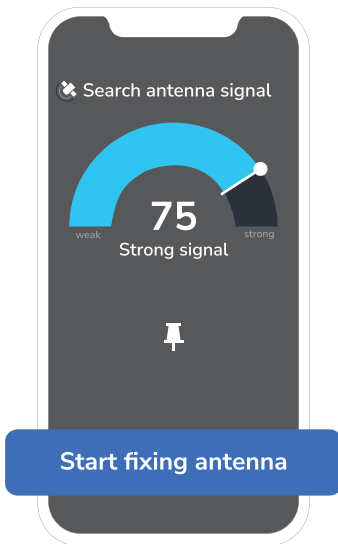 Search antenna signal
75
weak
strong
Strong signal
Start fixing antenna